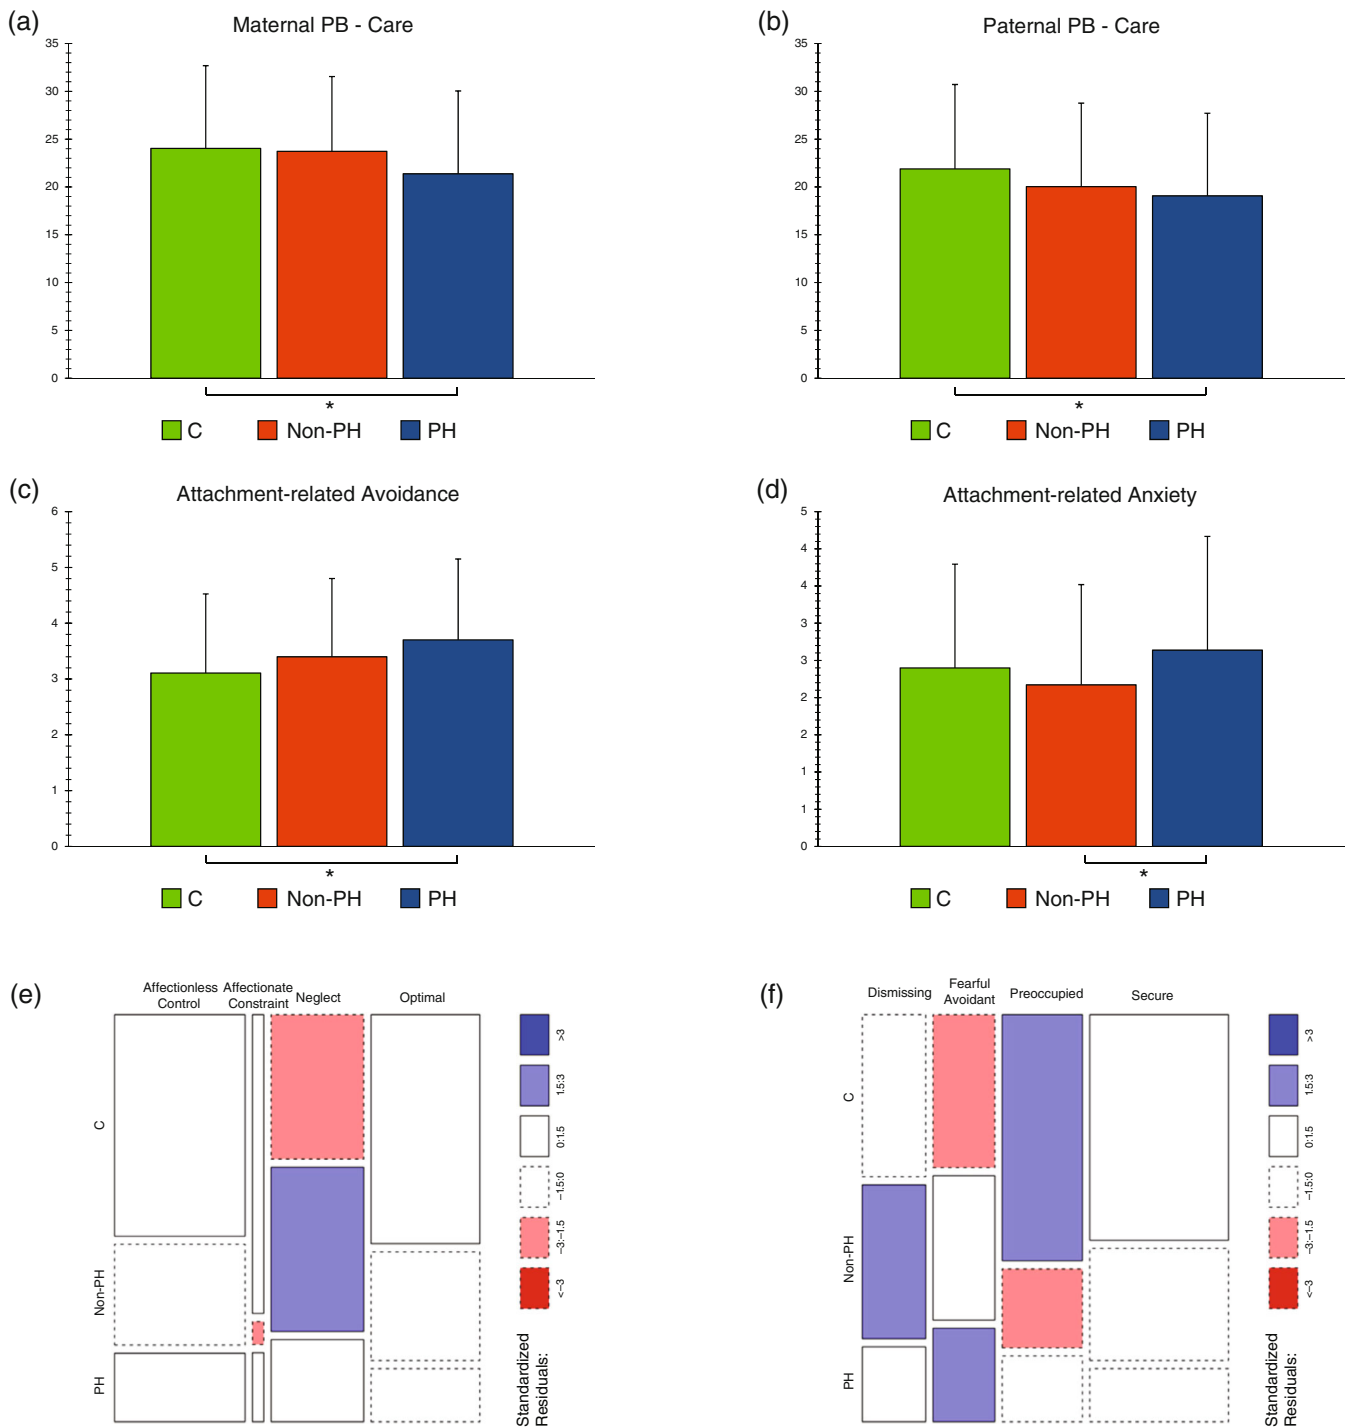 (a)
Maternal PB - Care
35
30
25
20
15
10
5
0
*
C Non-PH PH
(b)
Paternal PB - Care
35
30
25
20
15
10
5
0
*
C Non-PH PH
(c)
Attachment-related Avoidance
6
5
4
3
2
1
0
*
C Non-PH PH
(d)
Attachment-related Anxiety
5
4
4
3
3
2
2
1
1
0
*
C Non-PH PH
(e)
Affectionless Control
Affectionate Constraint
Neglect
Optimal
C
Non-PH
PH
>3
1.5:3
0:1.5
−1.5:0
−3:−1.5
<−3
Standardized
Residuals:
(f)
Dismissing
Fearful
Avoidant
Preoccupied
Secure
C
Non-PH
PH
>3
1.5:3
0:1.5
−1.5:0
−3:−1.5
<−3
Standardized
Residuals: